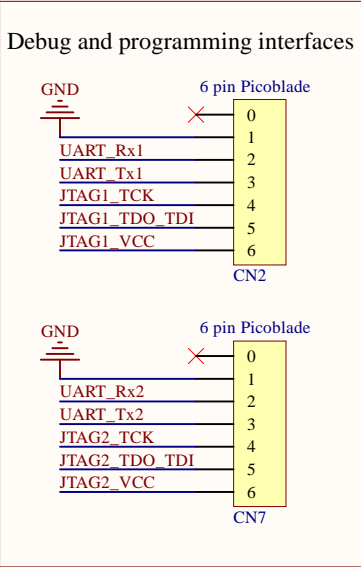 Debug and programming interfaces
6 pin Picoblade
GND
0
1
UART_Rx1
2
UART_Tx1
3
JTAG1_TCK
4
JTAG1_TDO_TDI
5
JTAG1_VCC
6
CN2
6 pin Picoblade
GND
0
1
UART_Rx2
2
UART_Tx2
3
JTAG2_TCK
4
JTAG2_TDO_TDI
5
JTAG2_VCC
6
CN7